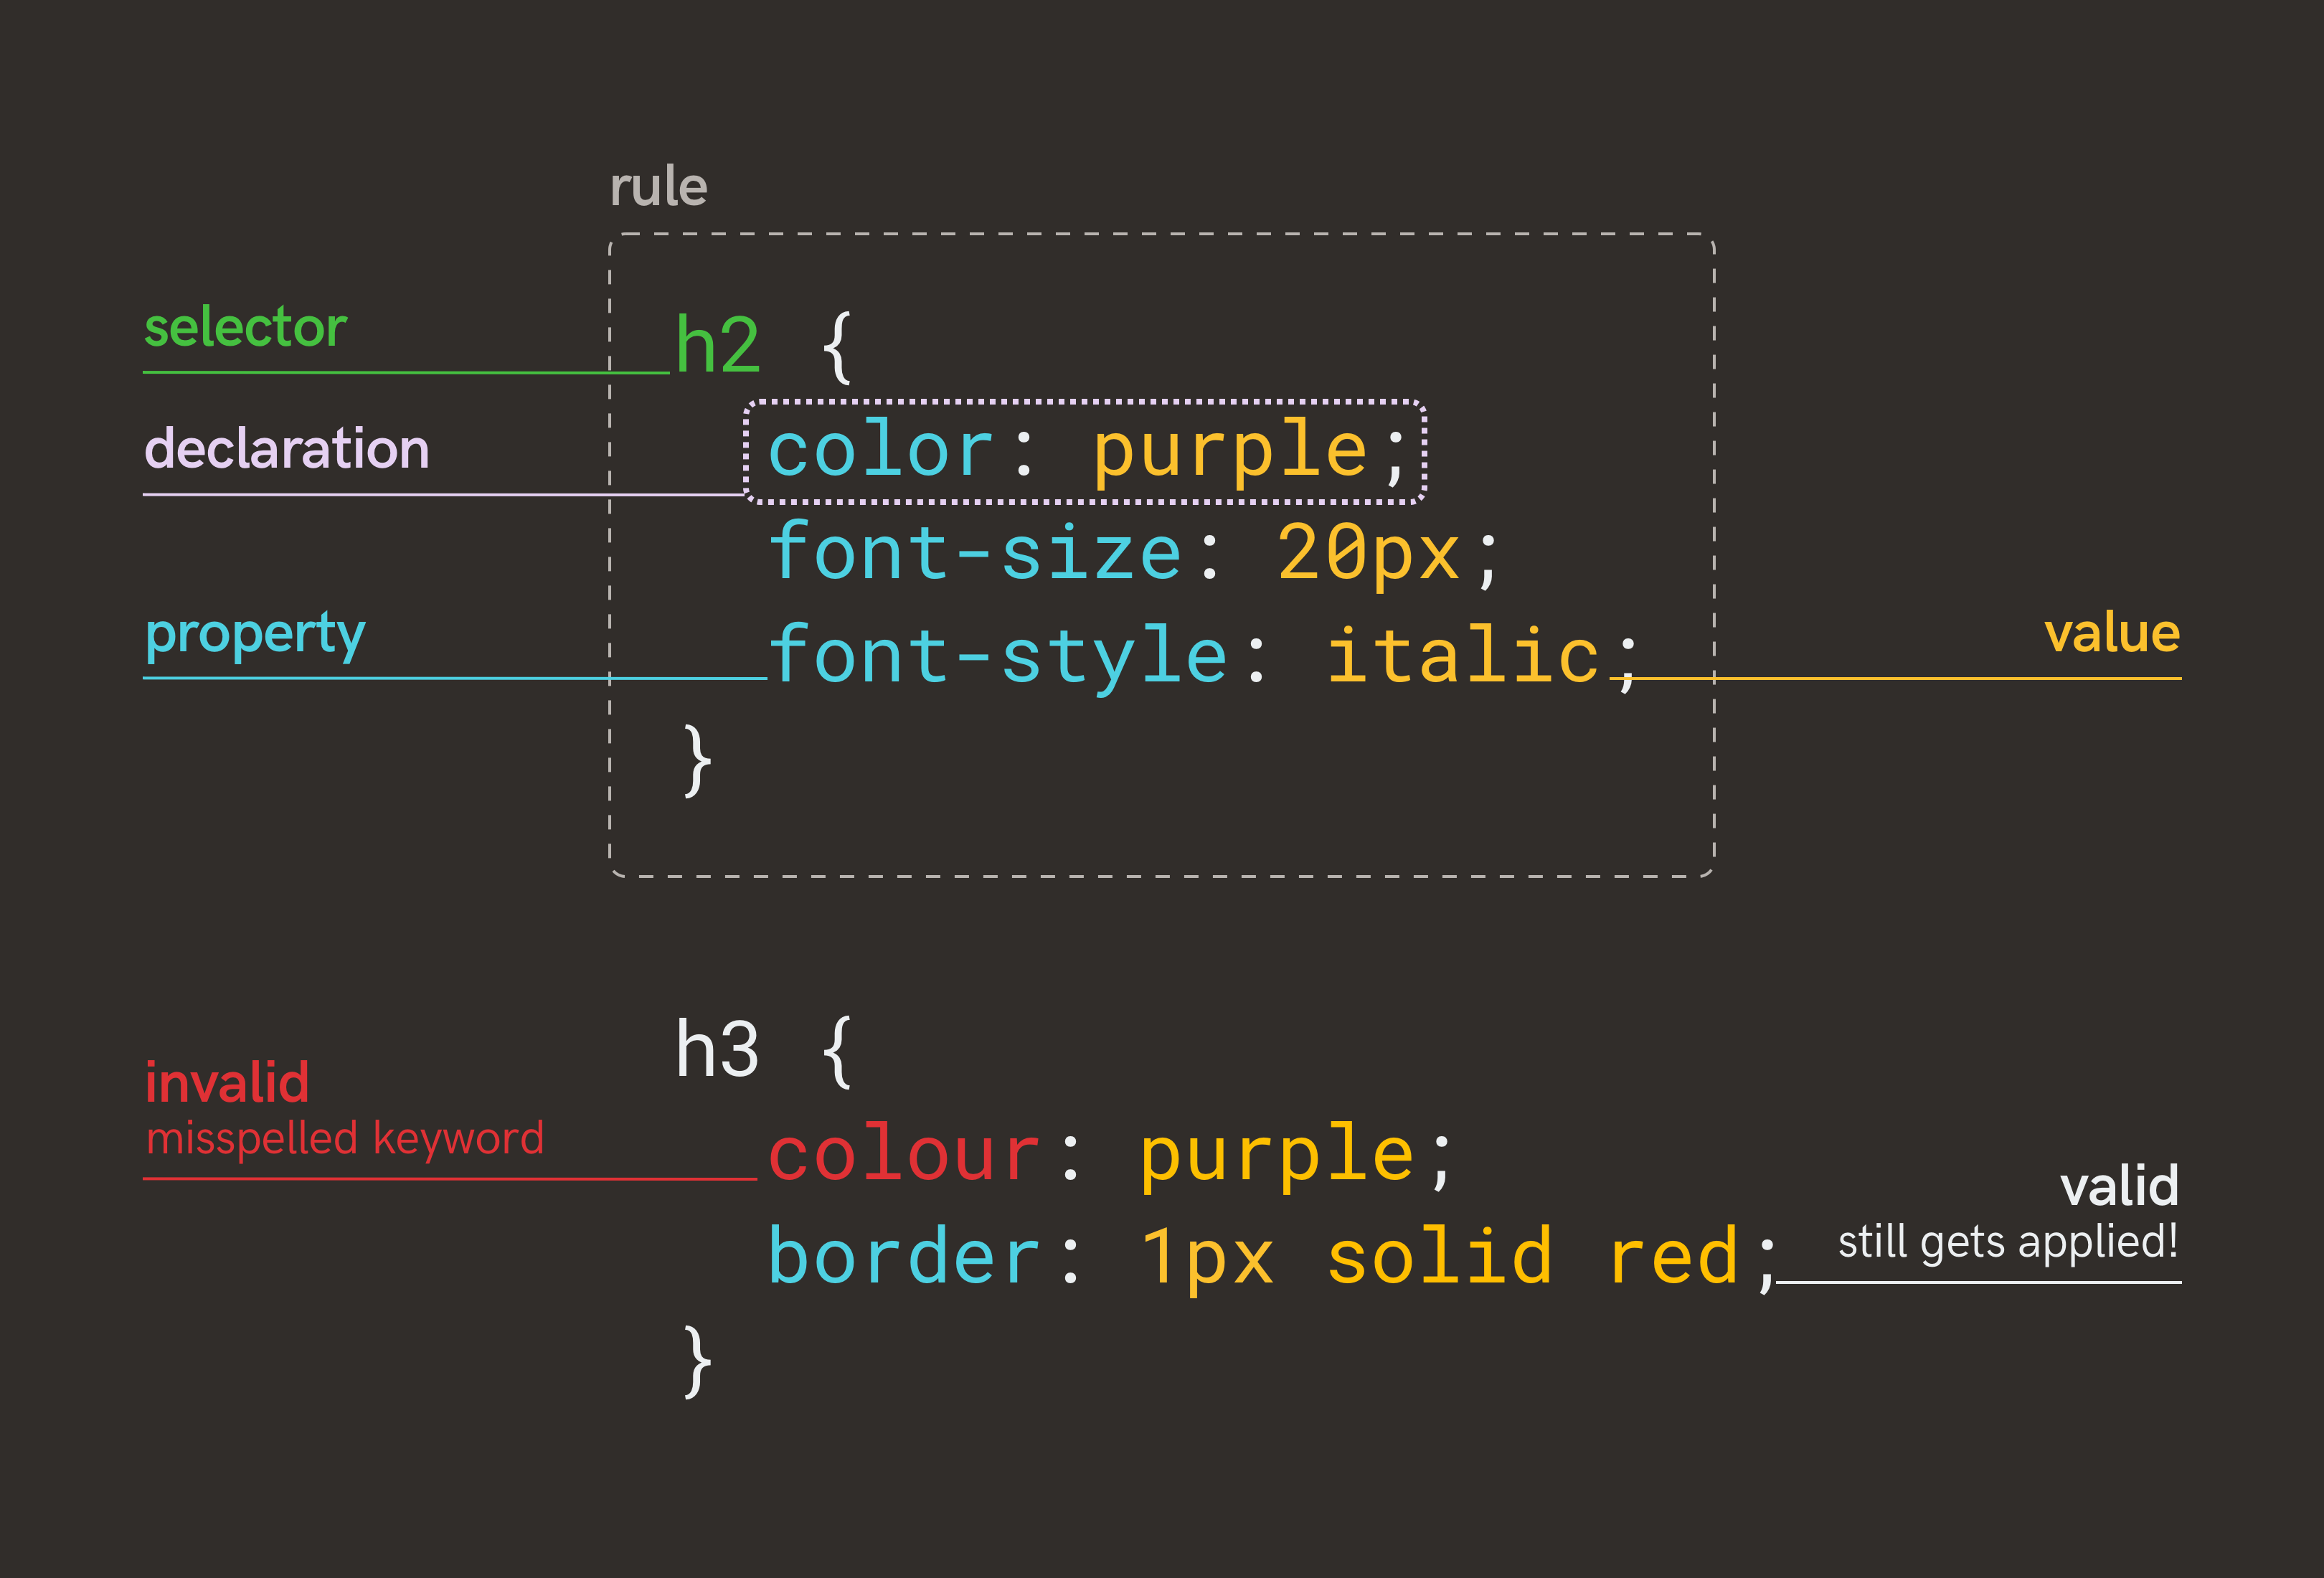 rule
selector
h2 {
declaration
color: purple;
font-size: 20px;
property
font-style: italic;
value
}
h3 {
invalid
misspelled keyword
colour: purple;
valid
still gets applied!
border: 1px solid red;
}